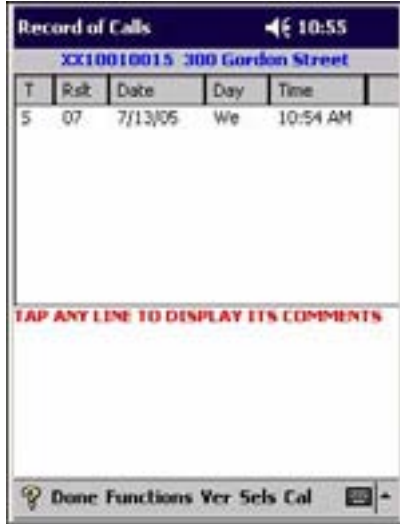 Record of Calls 10:55
XX10010015 300 Gordon Street
T Rslt Date Day Time
S 07 7/13/05 We 10:54 AM
TAP ANY LINE TO DISPLAY ITS COMMENTS
Done Functions Ver Sels Cal